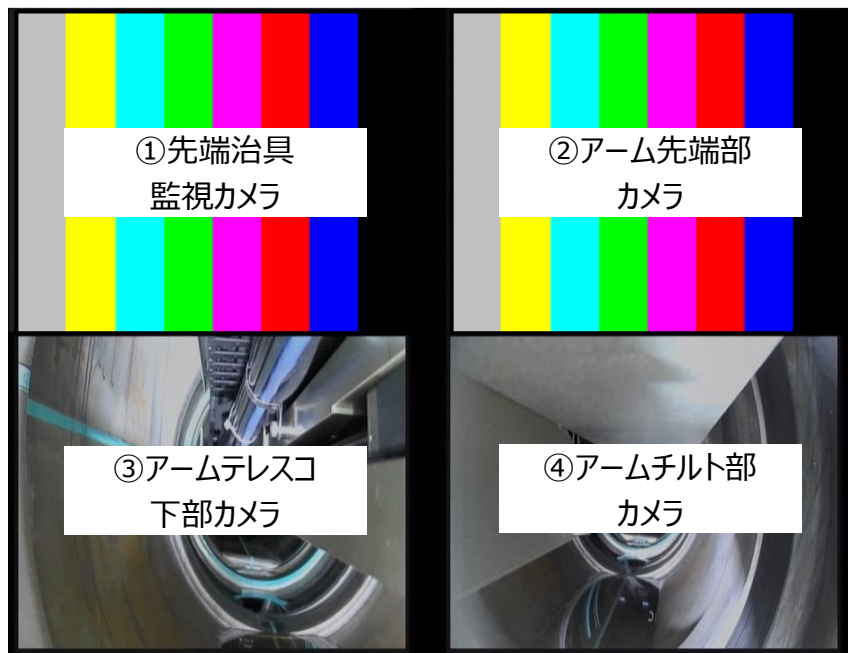 ①先端治具
監視カメラ
②アーム先端部
カメラ
③アームテレスコ
下部カメラ
④アームチルト部
カメラ